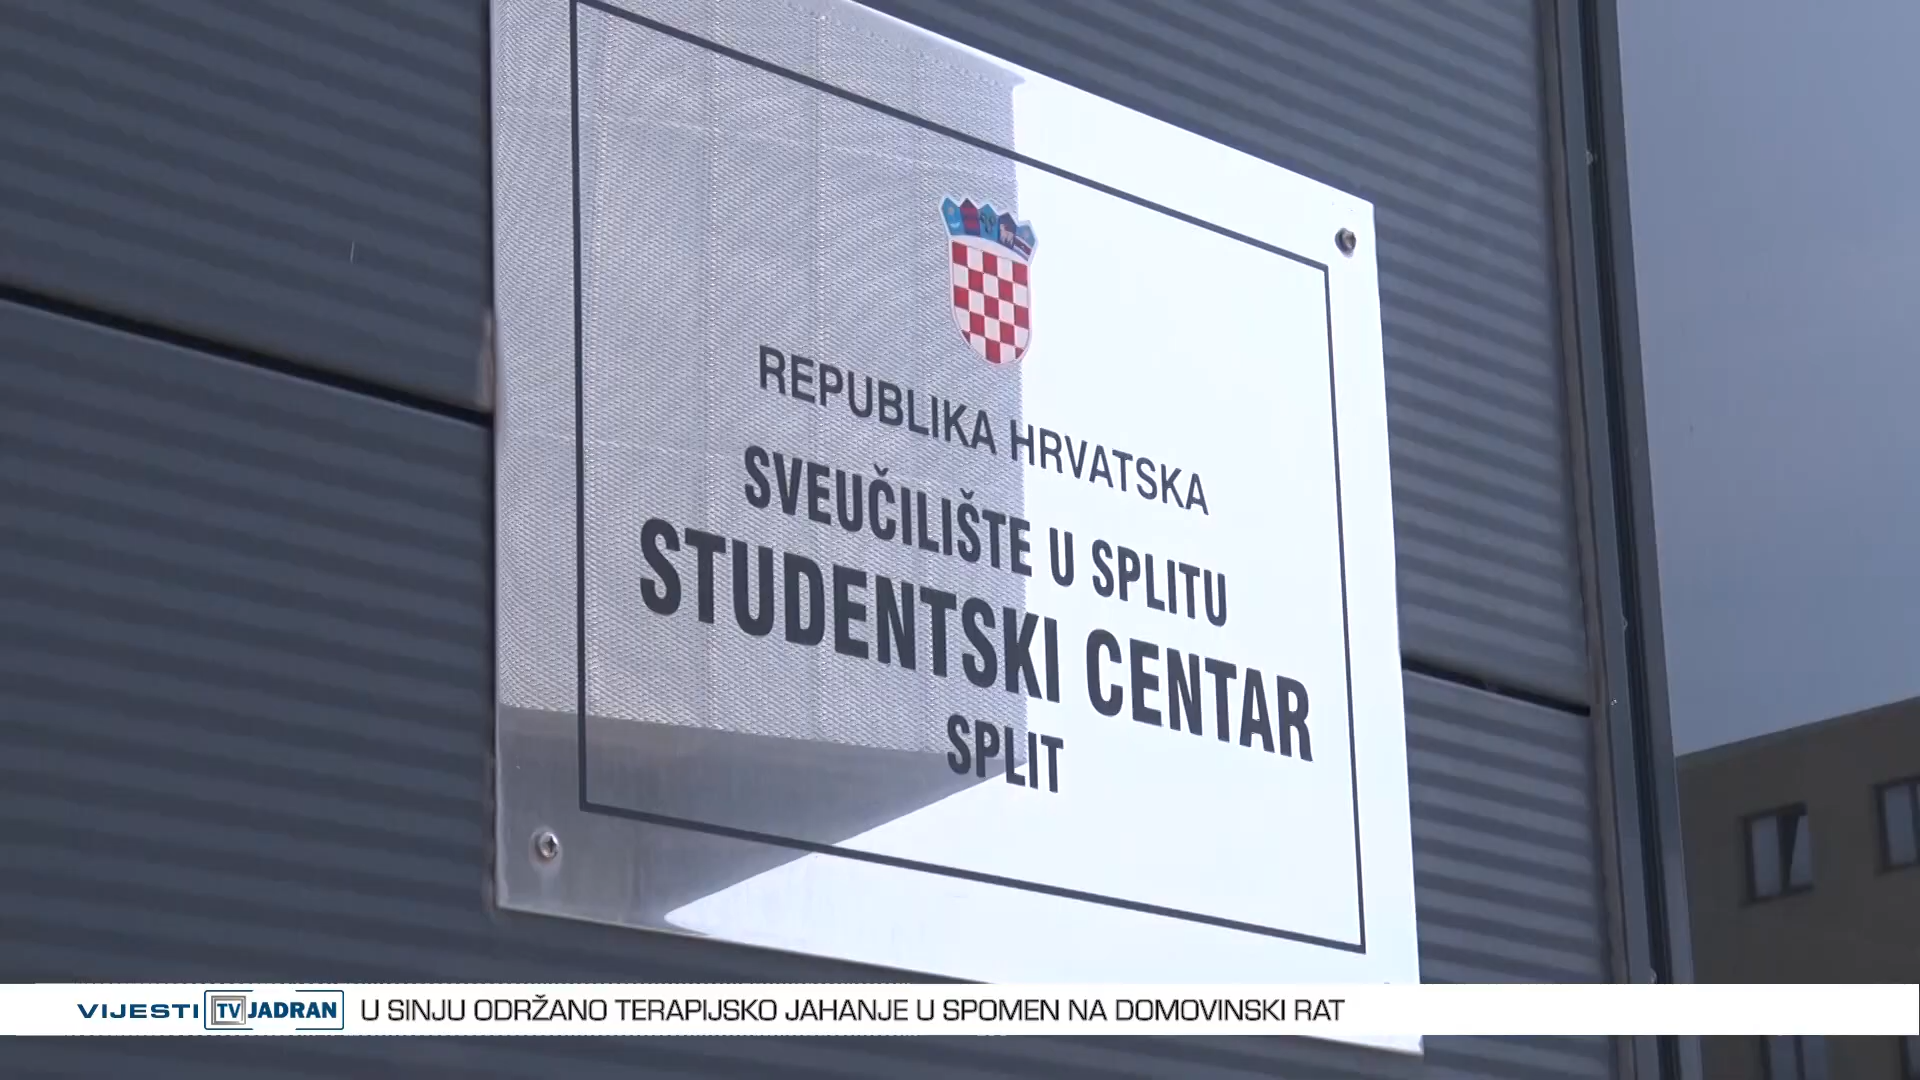 REPUBLIKA HRVATSKA
SVEUČILIŠTE U SPLITU
STUDENTSKI CENTAR
SPLIT
VIJESTI TV JADRAN U SINJU ODRŽANO TERAPIJSKO JAHANJE U SPOMEN NA DOMOVINSKI RAT